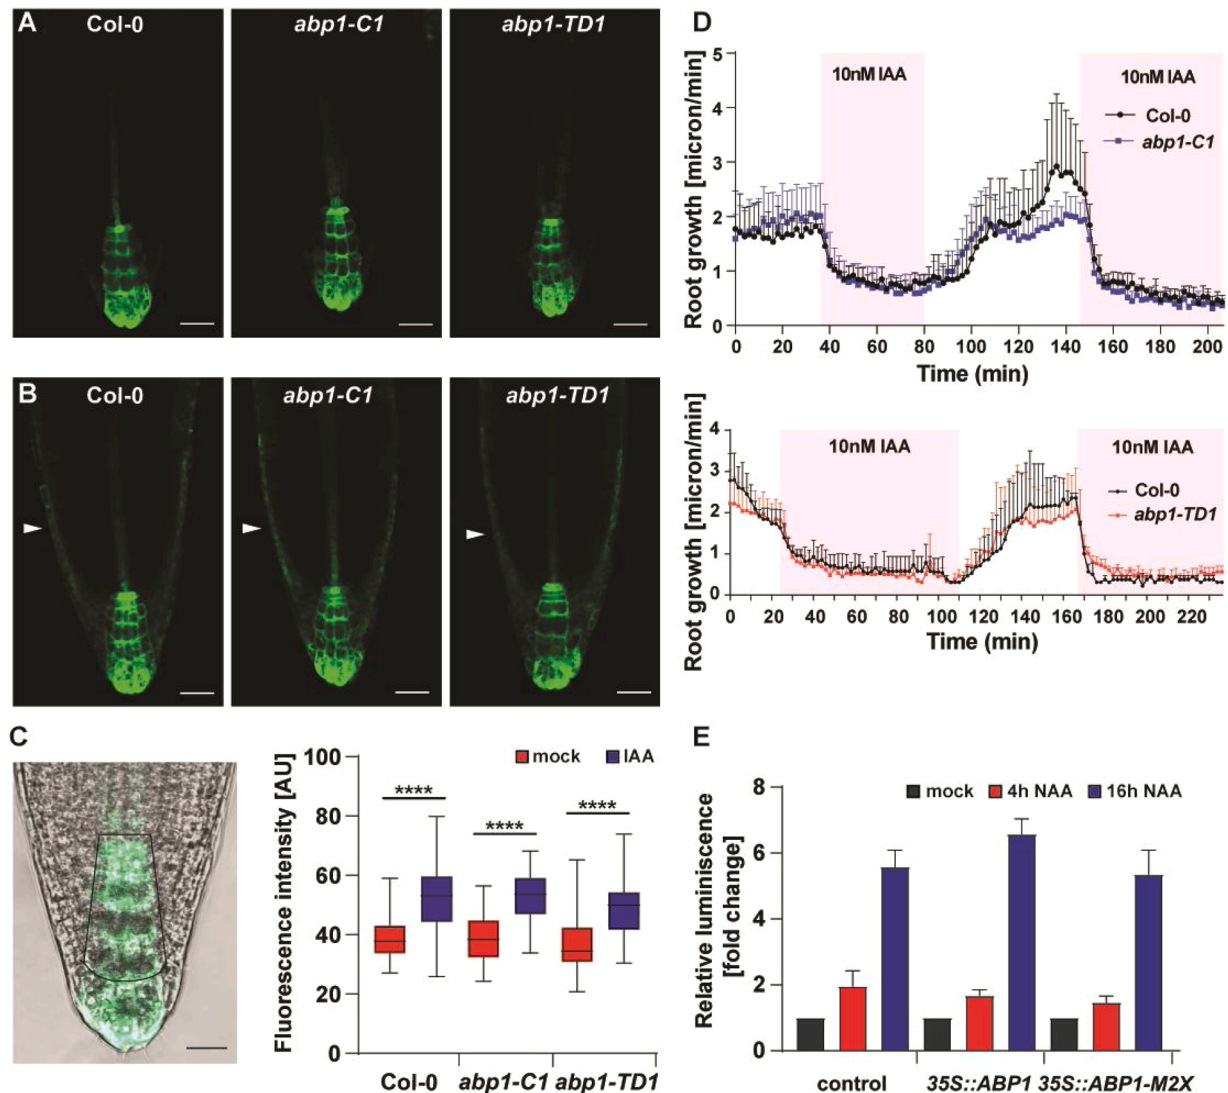 A
Col-0
abp1-C1
abp1-TD1
B
Col-0
abp1-C1
abp1-TD1
C
Fluorescence intensity [AU]
100
80
60
40
20
0
mock
IAA
****
****
****
Col-0
abp1-C1
abp1-TD1
D
Root growth [micron/min]
5
4
3
2
1
0
10nM IAA
10nM IAA
Col-0
abp1-C1
0 20 40 60 80 100 120 140 160 180 200
Time (min)
Root growth [micron/min]
4
3
2
1
0
10nM IAA
10nM IAA
Col-0
abp1-TD1
0 20 40 60 80 100 120 140 160 180 200 220
Time (min)
E
Relative luminiscence
[fold change]
8
6
4
2
0
mock
4h NAA
16h NAA
control
35S::ABP1
35S::ABP1-M2X